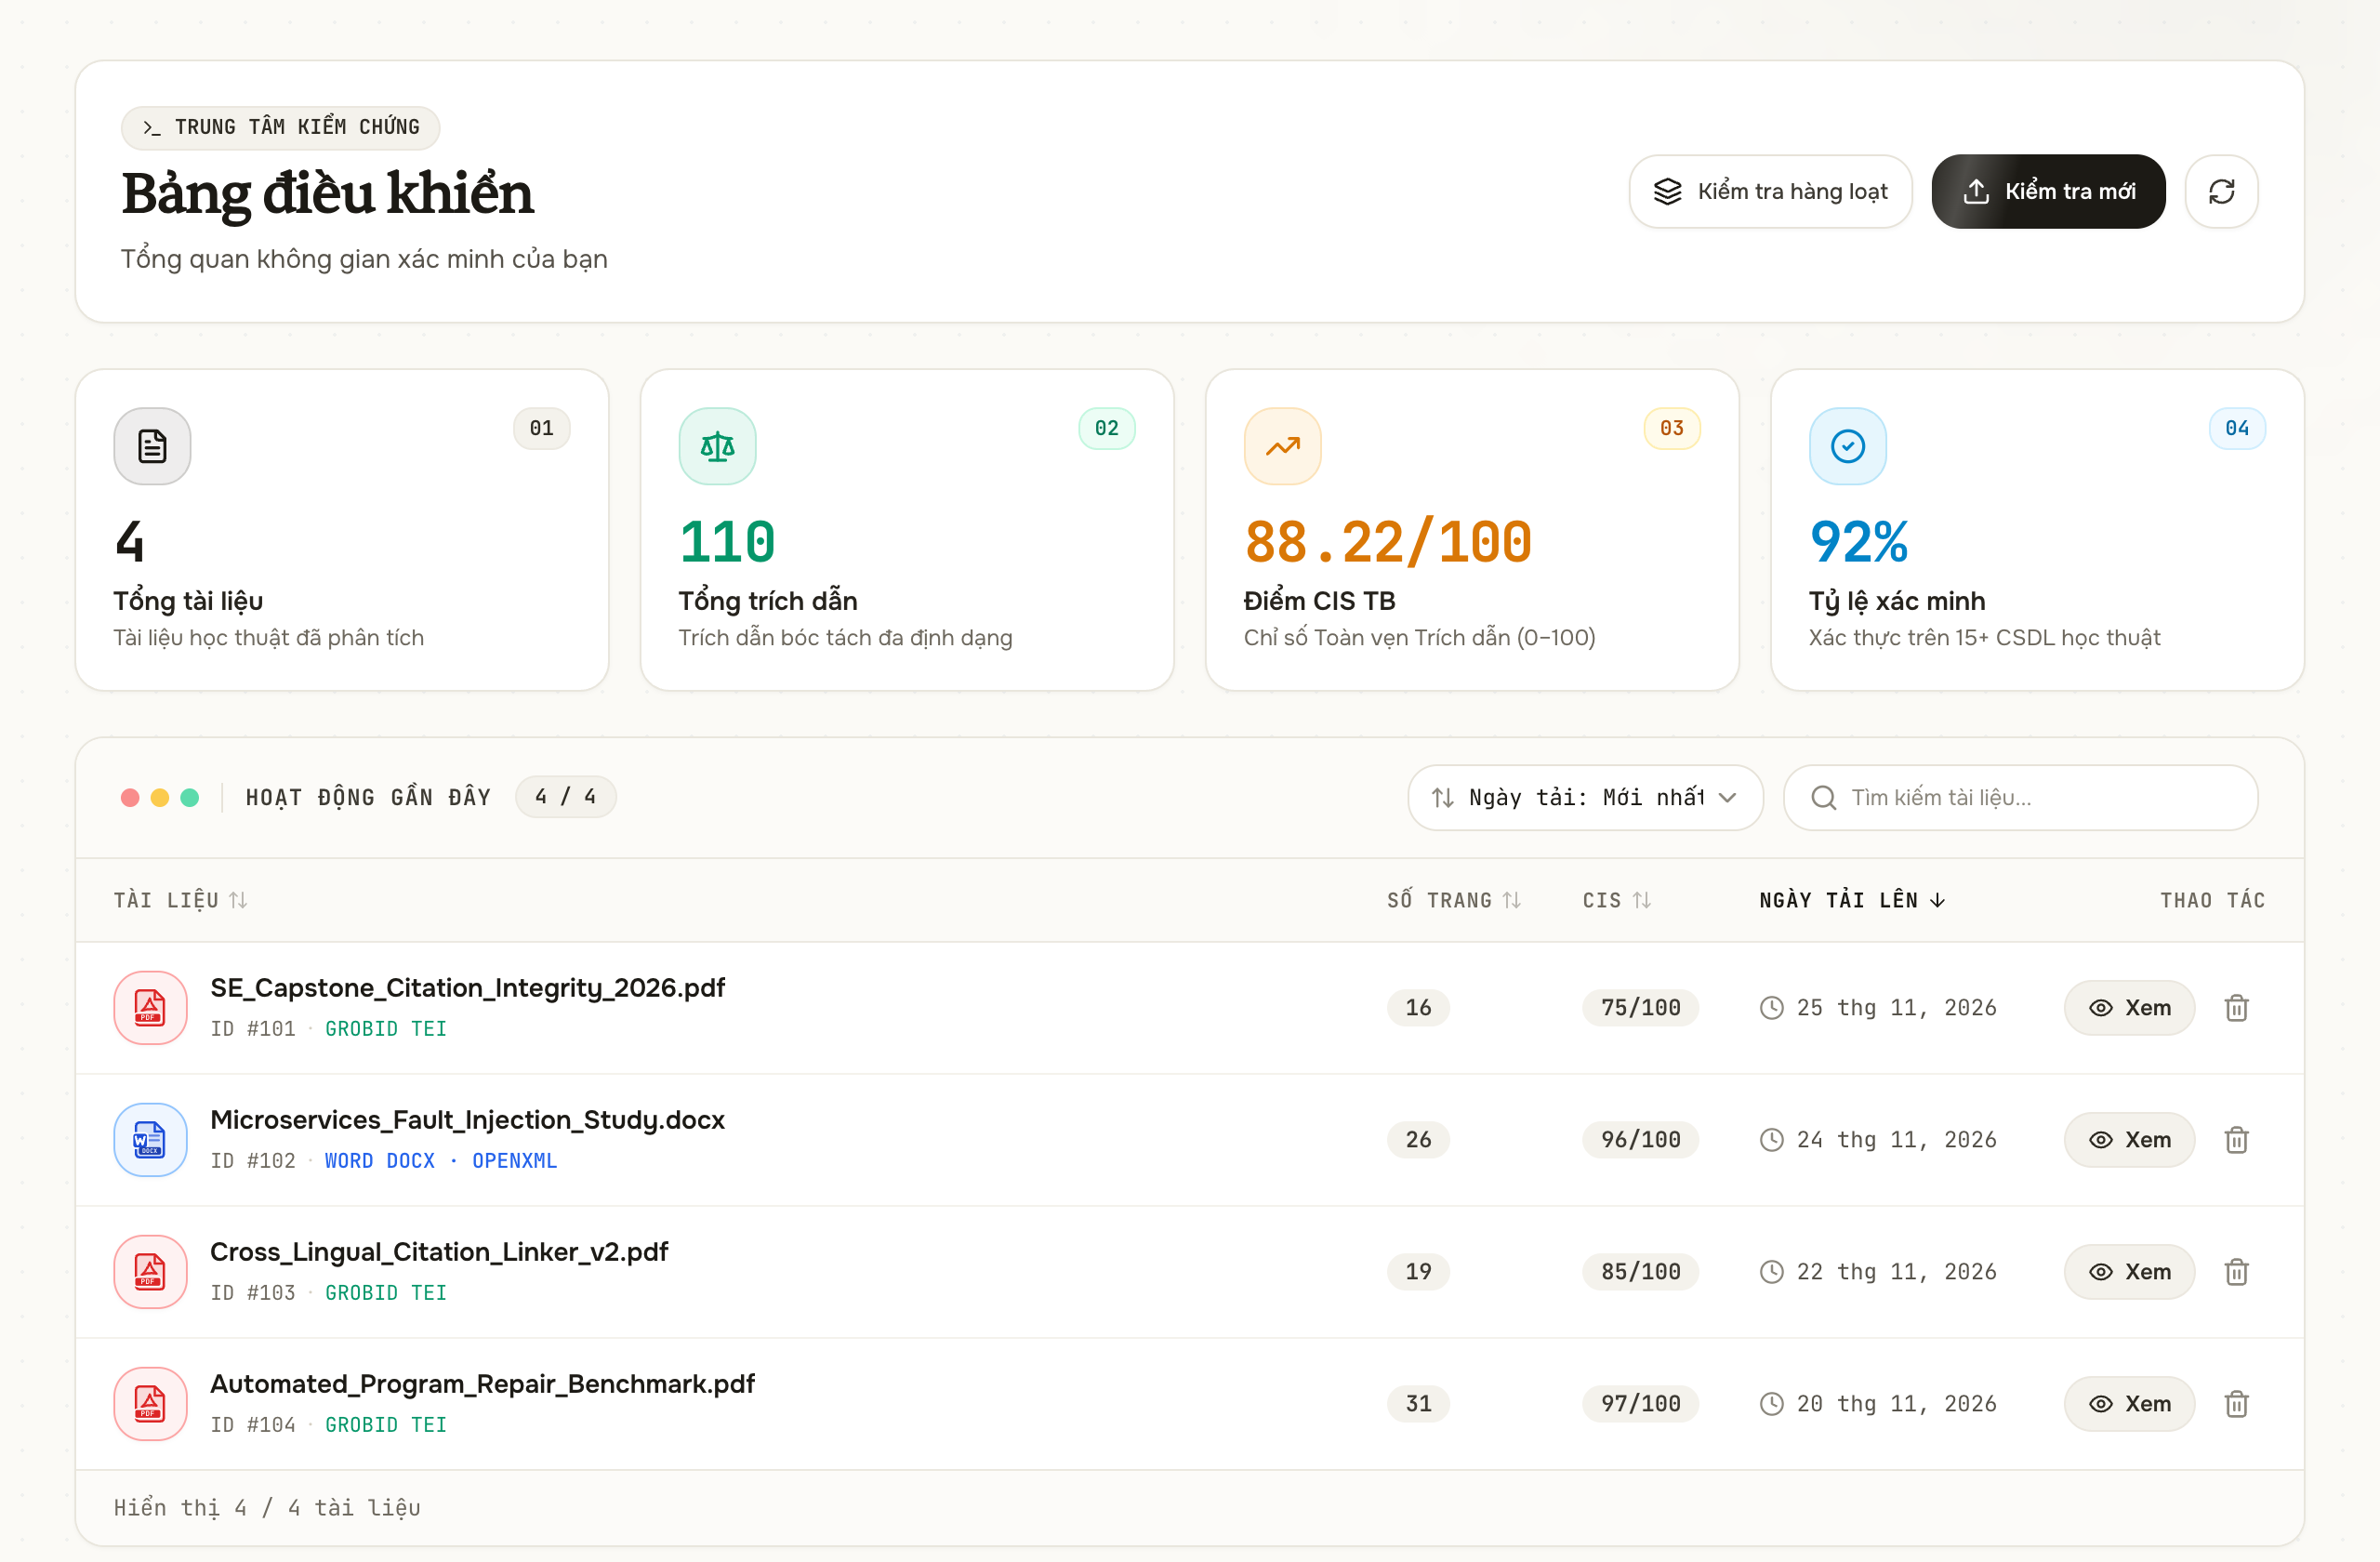 TRUNG TÂM KIỂM CHỨNG
Bảng điều khiển
Tổng quan không gian xác minh của bạn
Kiểm tra hàng loạt
Kiểm tra mới
01
4
Tổng tài liệu
Tài liệu học thuật đã phân tích
02
110
Tổng trích dẫn
Trích dẫn bóc tách đa định dạng
03
88.22/100
Điểm CIS TB
Chỉ số Toàn vẹn Trích dẫn (0–100)
04
92%
Tỷ lệ xác minh
Xác thực trên 15+ CSDL học thuật
HOẠT ĐỘNG GẦN ĐÂY 4 / 4
Ngày tải: Mới nhất
Tìm kiếm tài liệu...
TÀI LIỆU SỐ TRANG CIS NGÀY TẢI LÊN THAO TÁC
SE_Capstone_Citation_Integrity_2026.pdf
ID #101 · GROBID TEI
16 75/100 25 thg 11, 2026 Xem
PDF
Microservices_Fault_Injection_Study.docx
ID #102 · WORD DOCX · OPENXML
26 96/100 24 thg 11, 2026 Xem
W
DOCX
Cross_Lingual_Citation_Linker_v2.pdf
ID #103 · GROBID TEI
19 85/100 22 thg 11, 2026 Xem
PDF
Automated_Program_Repair_Benchmark.pdf
ID #104 · GROBID TEI
31 97/100 20 thg 11, 2026 Xem
PDF
Hiển thị 4 / 4 tài liệu